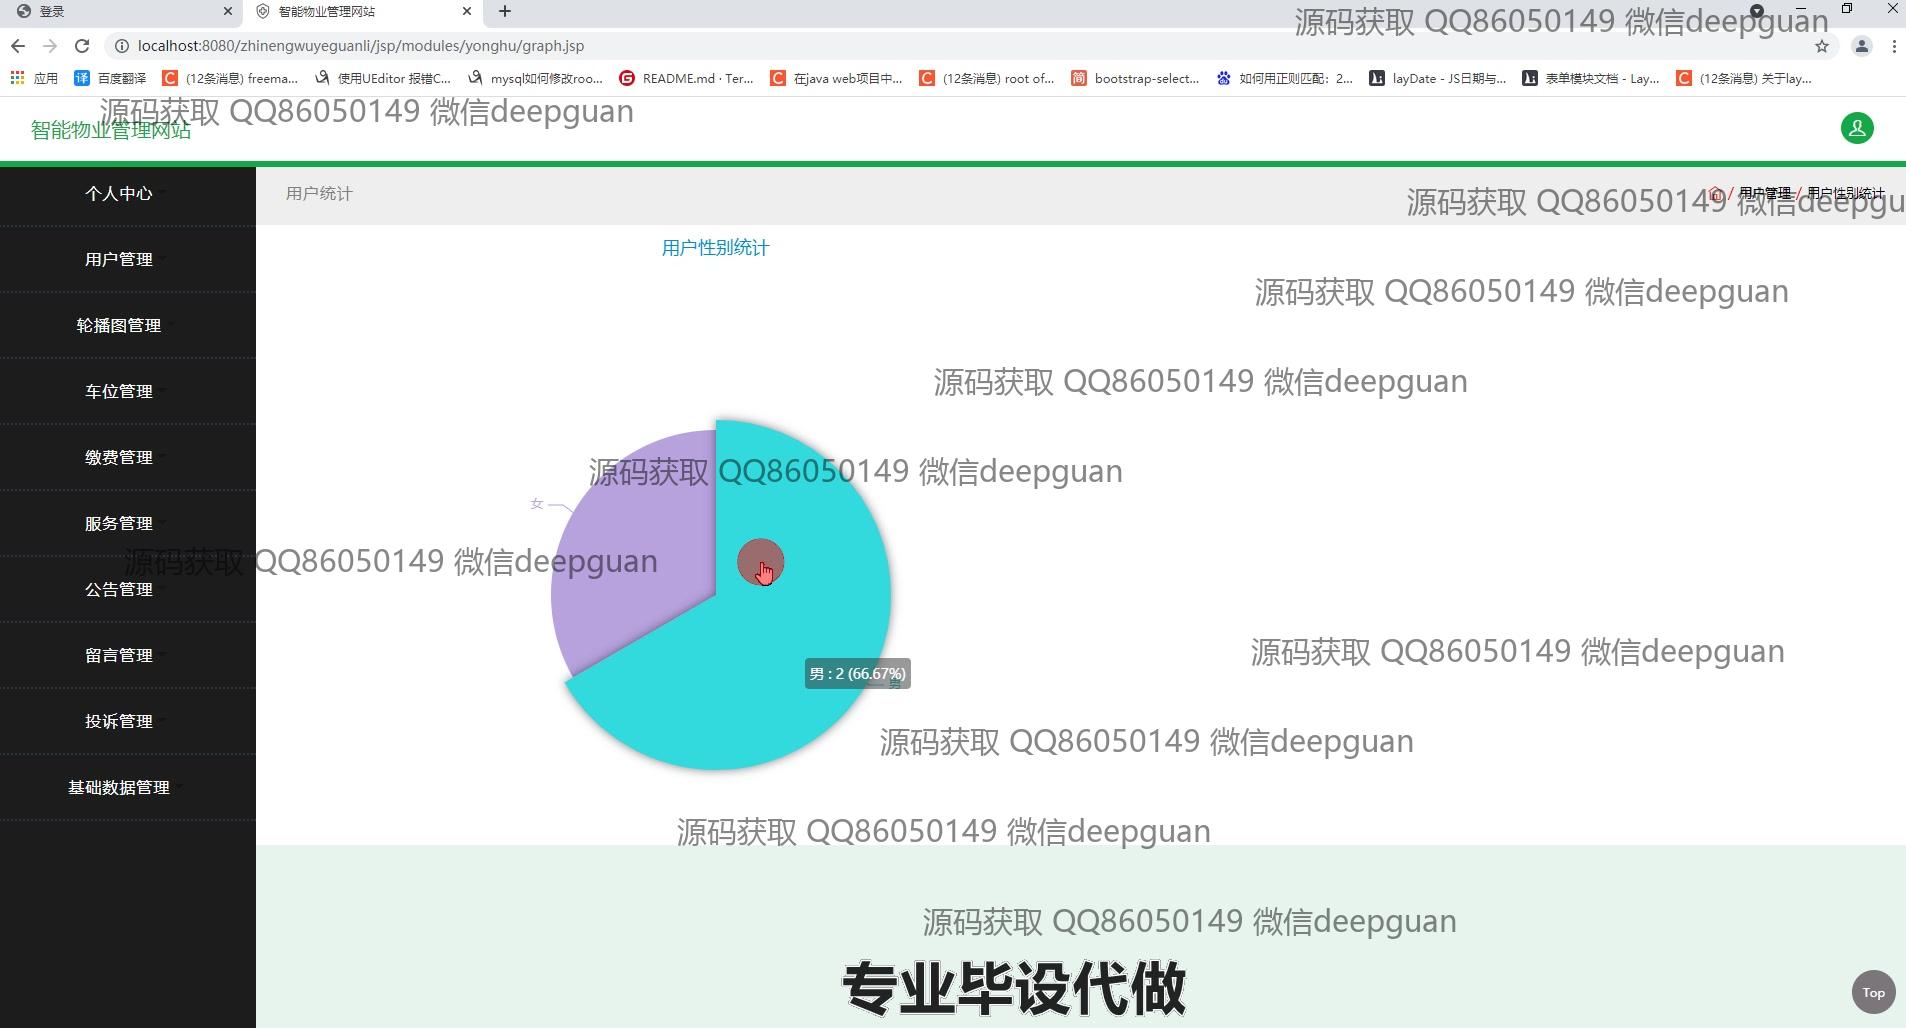 登录
智能物业管理网站
源码获取 QQ86050149 微信deepguan
localhost:8080/zhinengwuyeguanli/jsp/modules/yonghu/graph.jsp
应用 百度翻译 (12条消息) freema... 使用UEditor 报错C... mysql如何修改roo... README.md · Ter... 在java web项目中... (12条消息) root of... bootstrap-select... 如何用正则匹配：2... layDate - JS日期与... 表单模块文档 - Lay... (12条消息) 关于lay...
源码获取 QQ86050149 微信deepguan
智能物业管理网站
个人中心
用户统计
/ 用户管理 / 用户性别统计
源码获取 QQ86050149 微信deepgu
用户性别统计
用户管理
源码获取 QQ86050149 微信deepguan
轮播图管理
车位管理
源码获取 QQ86050149 微信deepguan
缴费管理
源码获取 QQ86050149 微信deepguan
女
服务管理
源码获取 QQ86050149 微信deepguan
公告管理
留言管理
源码获取 QQ86050149 微信deepguan
男 : 2 (66.67%)
男
投诉管理
源码获取 QQ86050149 微信deepguan
基础数据管理
源码获取 QQ86050149 微信deepguan
源码获取 QQ86050149 微信deepguan
专业毕设代做
Top